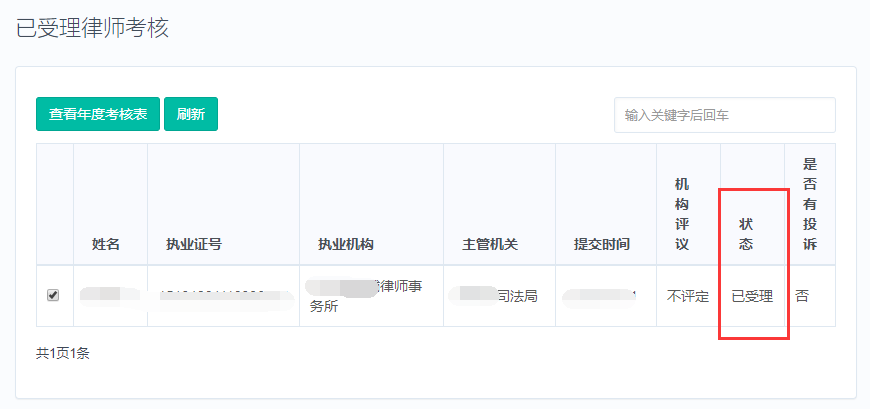 已受理律师考核
查看年度考核表 刷新 输入关键字后回车
姓名 执业证号 执业机构 主管机关 提交时间 机构评议 状态 是否有投诉
律师事 司法局 不评定 已受理 否
务所
共1页1条